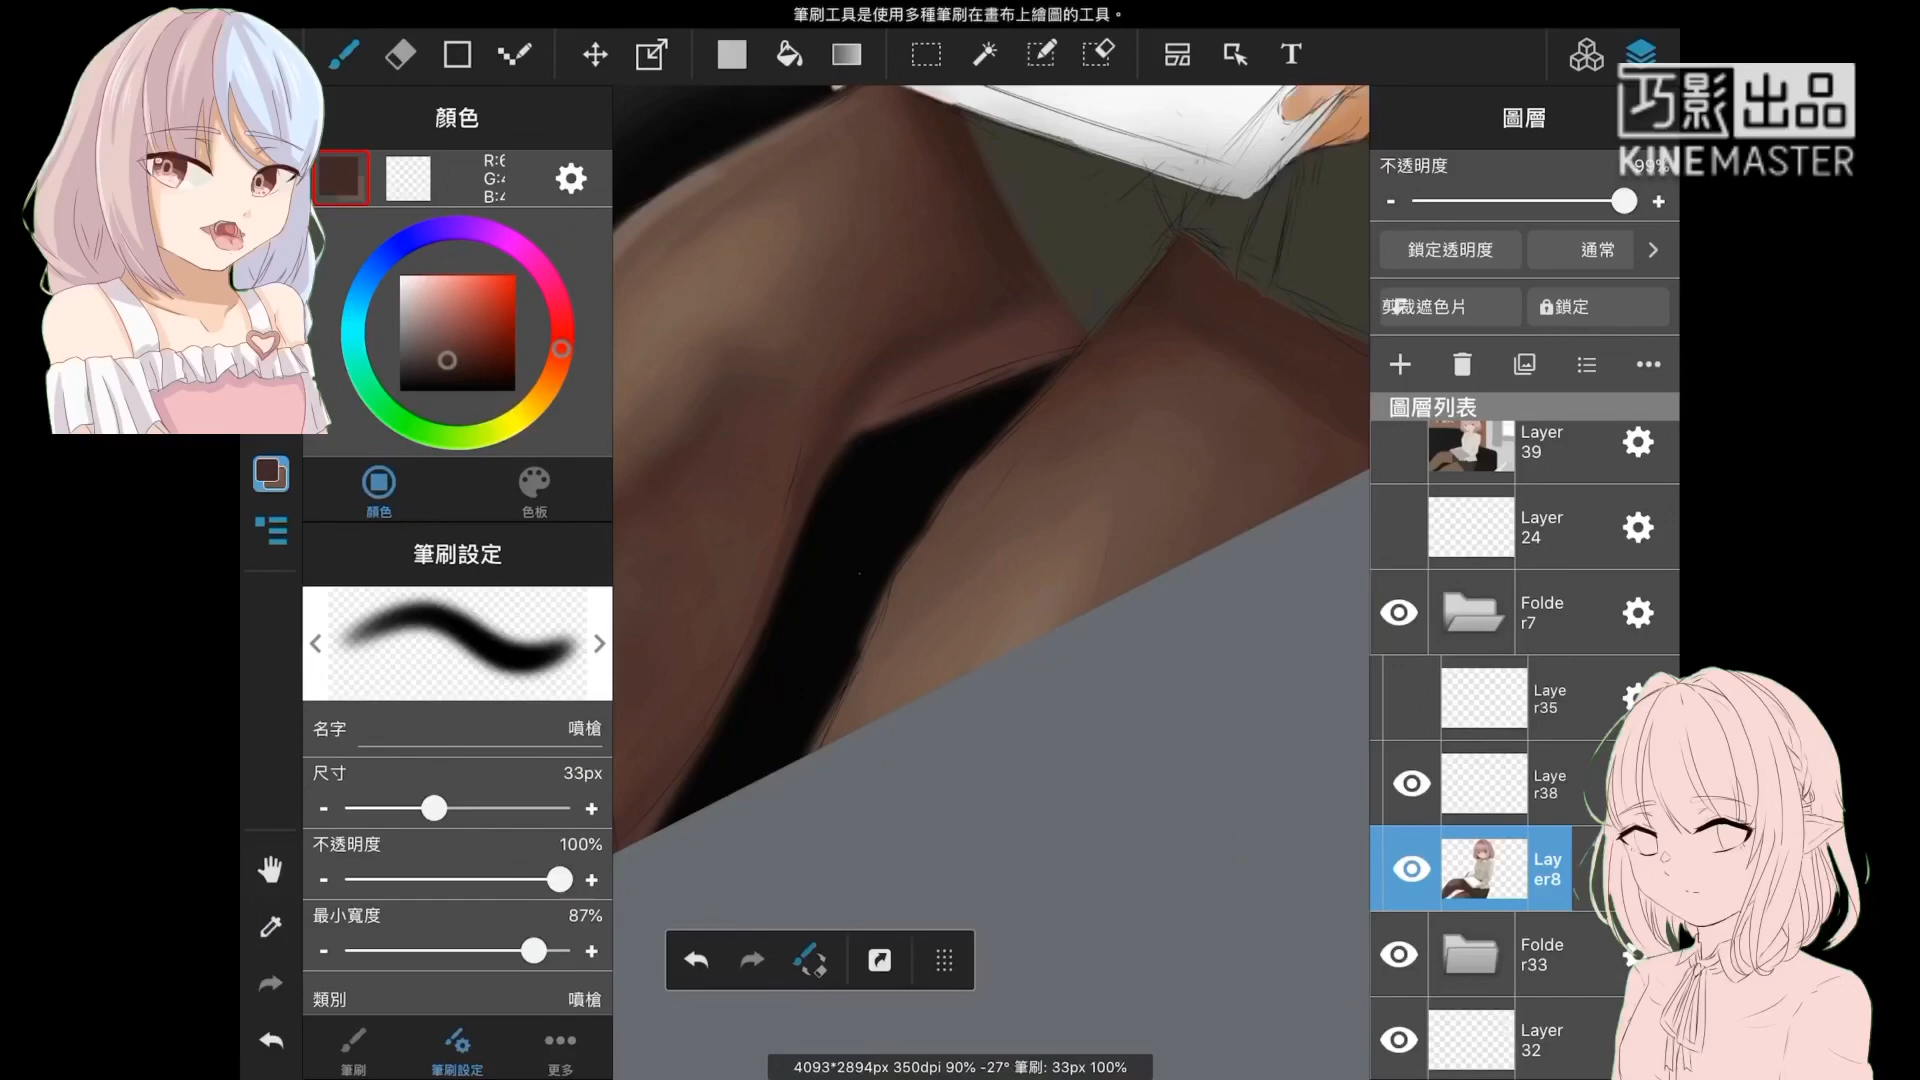 筆刷工具是使用多種筆刷在畫布上繪圖的工具。
T
巧影出品
KINEMASTER
顏色
R:6
G:4
B:4
顏色
色板
筆刷設定
名字
噴槍
尺寸
33px
不透明度
100%
最小寬度
87%
類別
噴槍
筆刷
筆刷設定
更多
4093*2894px 350dpi 90% -27° 筆刷: 33px 100%
圖層
不透明度
99%
鎖定透明度
通常
剪裁遮色片
鎖定
圖層列表
Layer
39
Layer
24
Folde
r7
Laye
r35
Laye
r38
Lay
er8
Folde
r33
Layer
32